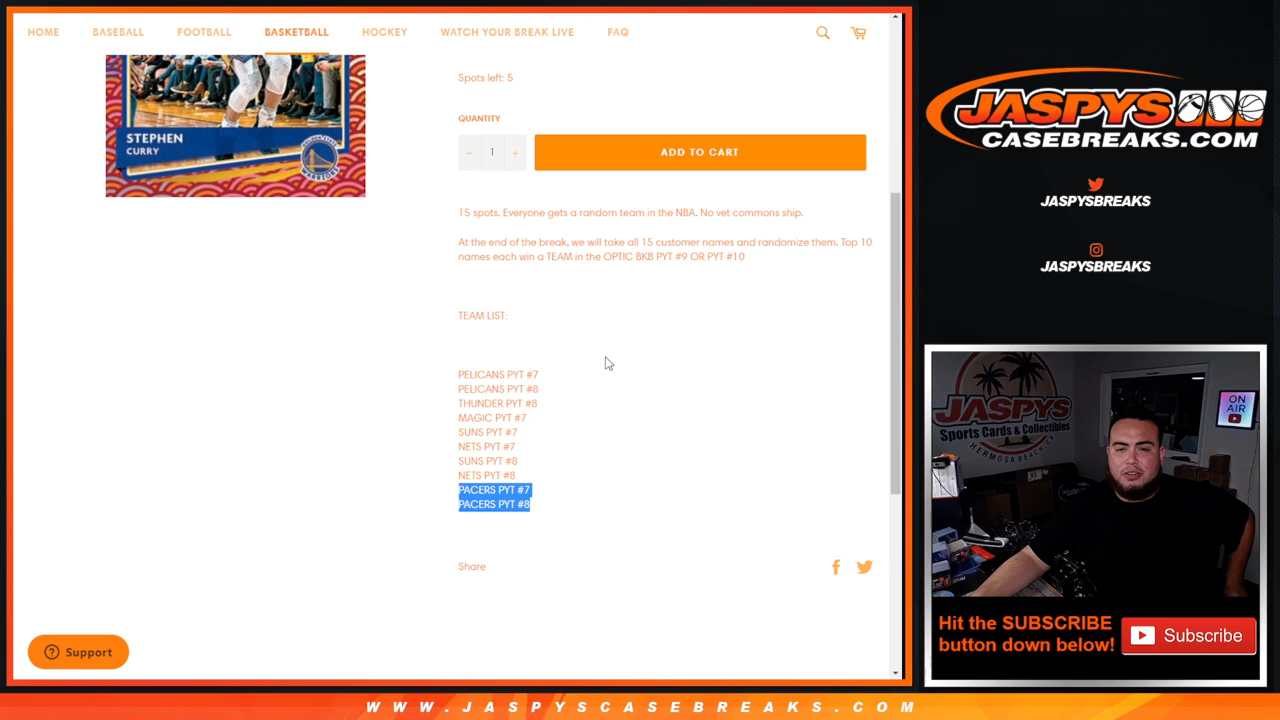 HOME BASEBALL FOOTBALL BASKETBALL HOCKEY WATCH YOUR BREAK LIVE FAQ
STEPHEN
CURRY
Spots left: 5
QUANTITY
− 1 + ADD TO CART
15 spots. Everyone gets a random team in the NBA. No vet commons ship.
At the end of the break, we will take all 15 customer names and randomize them. Top 10
names each win a TEAM in the OPTIC BKB PYT #9 OR PYT #10
TEAM LIST:
PELICANS PYT #7
PELICANS PYT #8
THUNDER PYT #8
MAGIC PYT #7
SUNS PYT #7
NETS PYT #7
SUNS PYT #8
NETS PYT #8
PACERS PYT #7
PACERS PYT #8
Share
Support
JASPYS
CASEBREAKS.COM
JASPYSBREAKS
JASPYSBREAKS
JASPYS
Sports Cards & Collectibles
HERMOSA BEACH, CA
ON
AIR
Hit the SUBSCRIBE
button down below!
Subscribe
WWW.JASPYSCASEBREAKS.COM